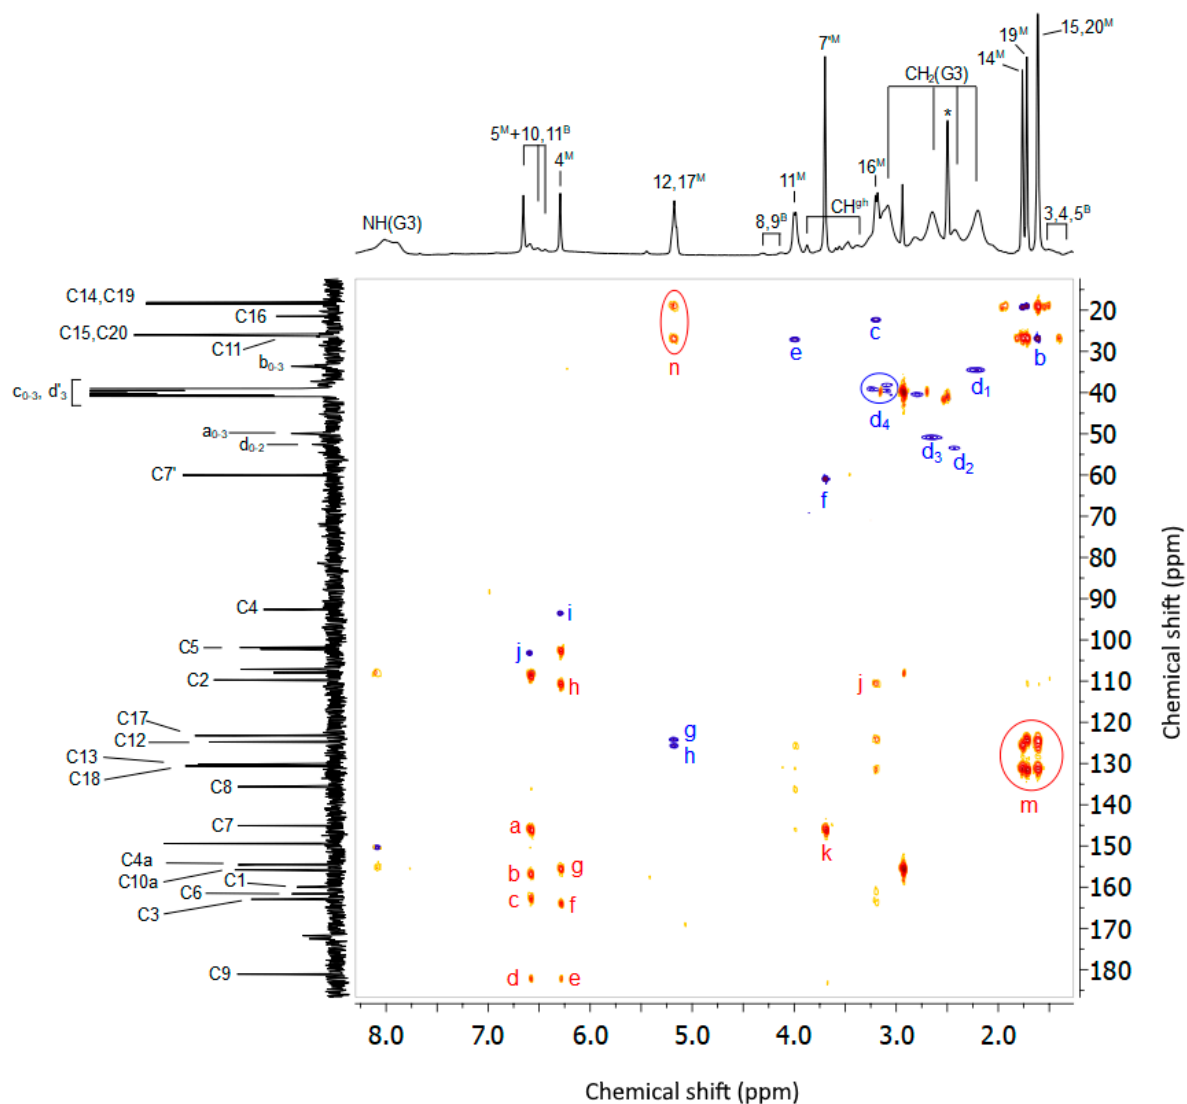 15,20ᴹ
19ᴹ
7'ᴹ
14ᴹ
CH₂(G3)
*
5ᴹ+10,11ᴮ
4ᴹ
16ᴹ
12,17ᴹ
11ᴹ
CHᵍʰ
NH(G3)
8,9ᴮ
3,4,5ᴮ
C14,C19
C16
C15,C20
C11
b₀₋₃
c₀₋₃, d'₃
a₀₋₃
d₀₋₂
C7'
C4
C5
C2
C17
C12
C13
C18
C8
C7
C4a
C10a
C1
C6
C3
C9
n
e
c
b
d₁
d₄
d₃
d₂
f
i
j
h
j
g
h
m
a
k
b
g
c
f
d
e
20
30
40
50
60
70
80
90
100
110
120
130
140
150
160
170
180
Chemical shift (ppm)
8.0 7.0 6.0 5.0 4.0 3.0 2.0
Chemical shift (ppm)